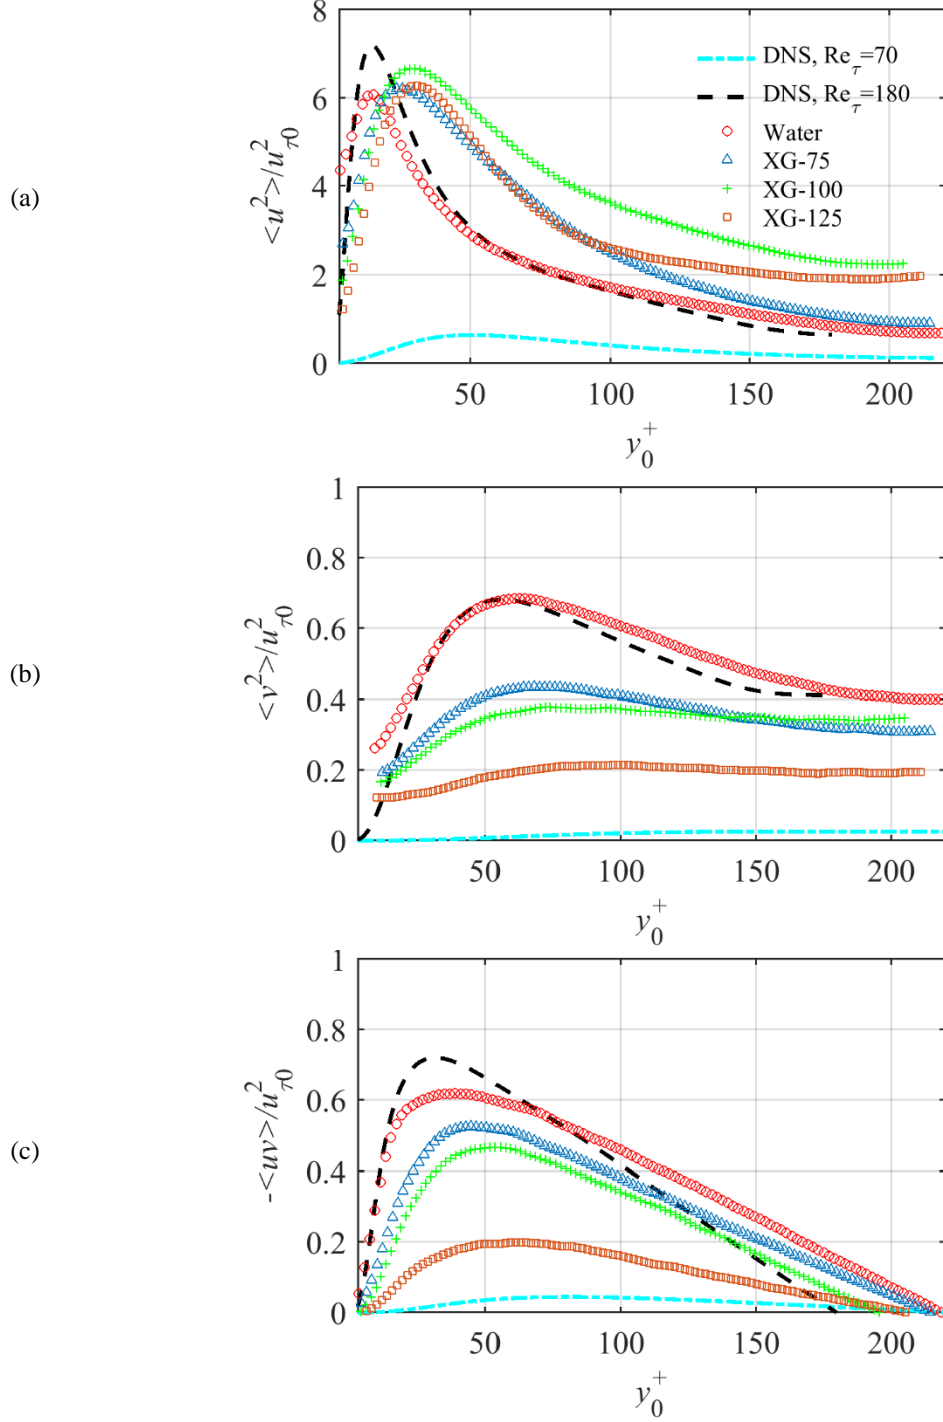 (a)
<u²>/u²τ0
8
6
4
2
0
50
100
150
200
y₀⁺
DNS, Reτ=70
DNS, Reτ=180
Water
XG-75
XG-100
XG-125
(b)
<v²>/u²τ0
1
0.8
0.6
0.4
0.2
0
50
100
150
200
y₀⁺
(c)
-<uv>/u²τ0
1
0.8
0.6
0.4
0.2
0
50
100
150
200
y₀⁺